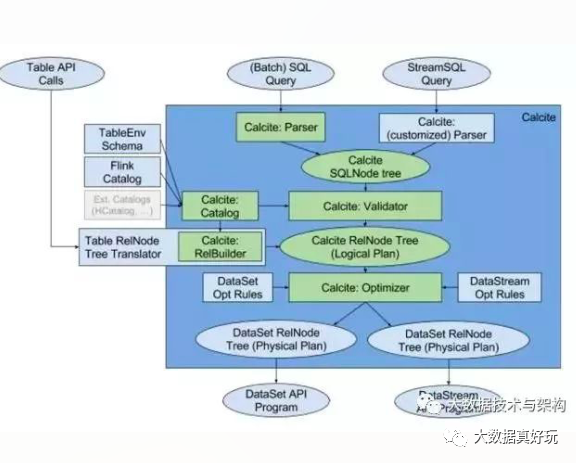 Table API
Calls
(Batch) SQL
Query
StreamSQL
Query
Calcite
TableEnv
Schema
Calcite: Parser
Calcite:
(customized) Parser
Flink
Catalog
Calcite
SQLNode tree
Ext. Catalogs
(HCatalog, ...)
Calcite:
Catalog
Calcite: Validator
Table RelNode
Tree Translator
Calcite:
RelBuilder
Calcite RelNode Tree
(Logical Plan)
DataSet
Opt Rules
Calcite: Optimizer
DataStream
Opt Rules
DataSet RelNode
Tree (Physical Plan)
DataSet RelNode
Tree (Physical Plan)
DataSet API
Program
DataStream
大数据技术与架构
大数据真好玩